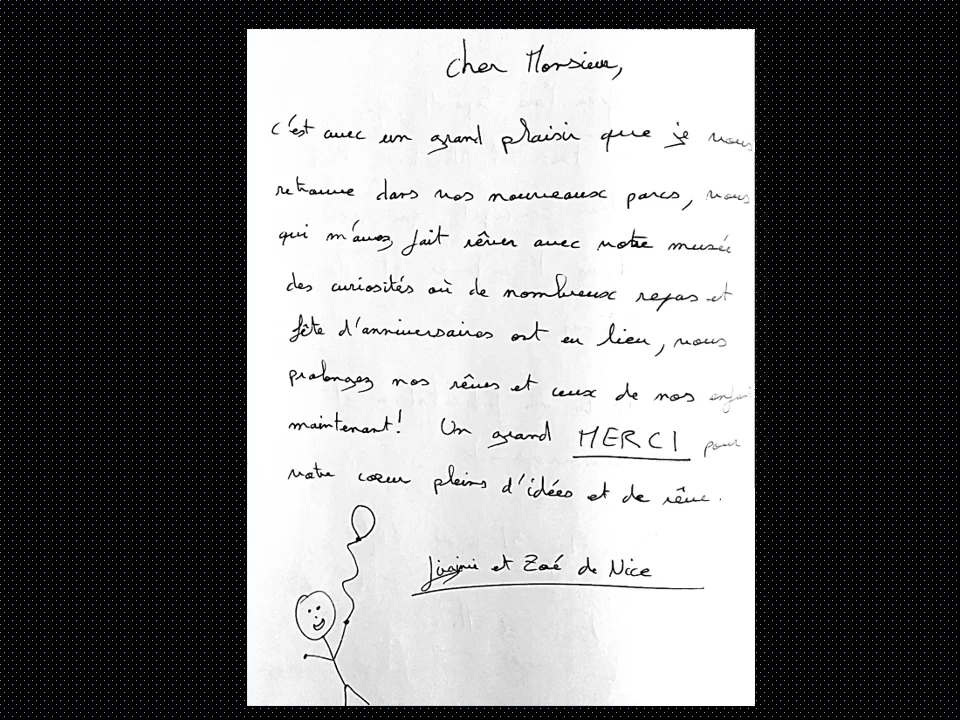 Cher Monsieur,
c'est avec un grand plaisir que je vous
retrouve dans vos nouveaux parcs, vous
qui m'avez fait rêver avec votre musée
des curiosités où de nombreux repas et
fête d'anniversaires ont eu lieu, vous
prolongez nos rêves et ceux de nos
maintenant! Un grand MERCI pour
votre cœur pleins d'idées et de rêve.
et Zoé de Nice